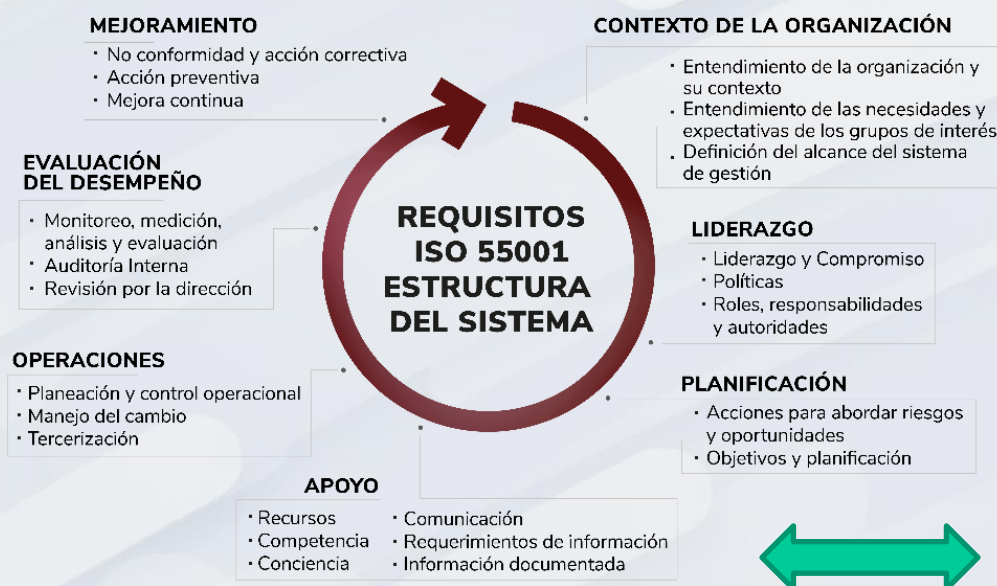 MEJORAMIENTO
· No conformidad y acción correctiva
· Acción preventiva
· Mejora continua
CONTEXTO DE LA ORGANIZACIÓN
· Entendimiento de la organización y
su contexto
· Entendimiento de las necesidades y
expectativas de los grupos de interés
· Definición del alcance del sistema
de gestión
EVALUACIÓN
DEL DESEMPEÑO
· Monitoreo, medición,
análisis y evaluación
· Auditoría Interna
· Revisión por la dirección
REQUISITOS
ISO 55001
ESTRUCTURA
DEL SISTEMA
LIDERAZGO
· Liderazgo y Compromiso
· Políticas
· Roles, responsabilidades
y autoridades
OPERACIONES
· Planeación y control operacional
· Manejo del cambio
· Tercerización
PLANIFICACIÓN
· Acciones para abordar riesgos
y oportunidades
· Objetivos y planificación
APOYO
· Recursos
· Competencia
· Conciencia
· Comunicación
· Requerimientos de información
· Información documentada